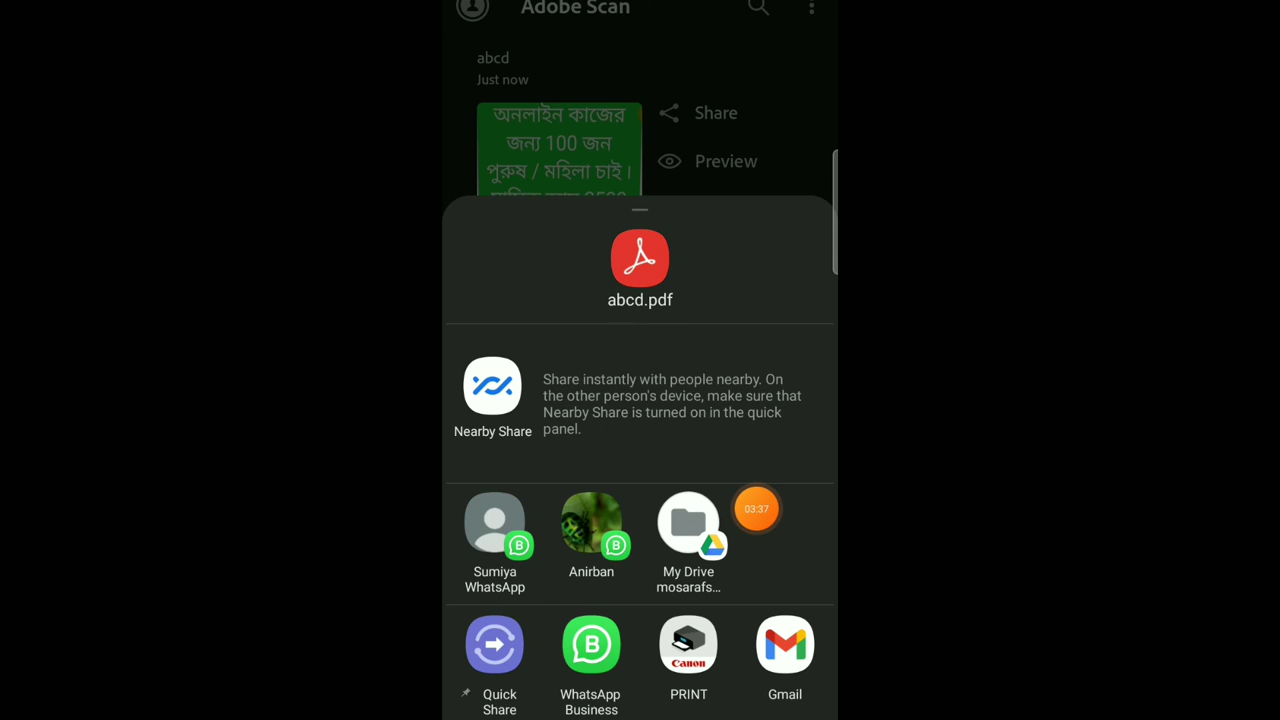 Adobe Scan
abcd
Just now
অনলাইন কাজের
জন্য 100 জন
পুরুষ / মহিলা চাই।
Share
Preview
abcd.pdf
Share instantly with people nearby. On
the other person's device, make sure that
Nearby Share is turned on in the quick
panel.
Nearby Share
03:37
Sumiya
WhatsApp
Anirban
My Drive
mosarafs...
Canon
Quick
Share
WhatsApp
Business
PRINT
Gmail